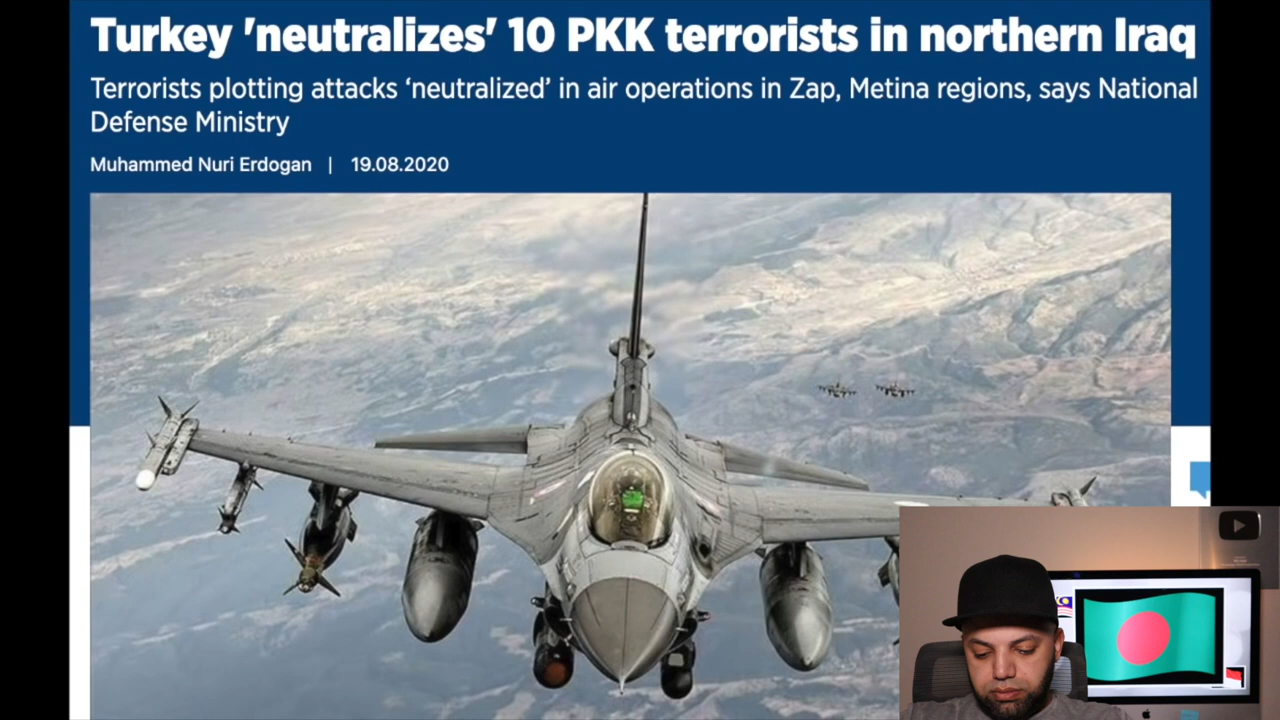 Turkey 'neutralizes' 10 PKK terrorists in northern Iraq
Terrorists plotting attacks ‘neutralized’ in air operations in Zap, Metina regions, says National
Defense Ministry
Muhammed Nuri Erdogan | 19.08.2020